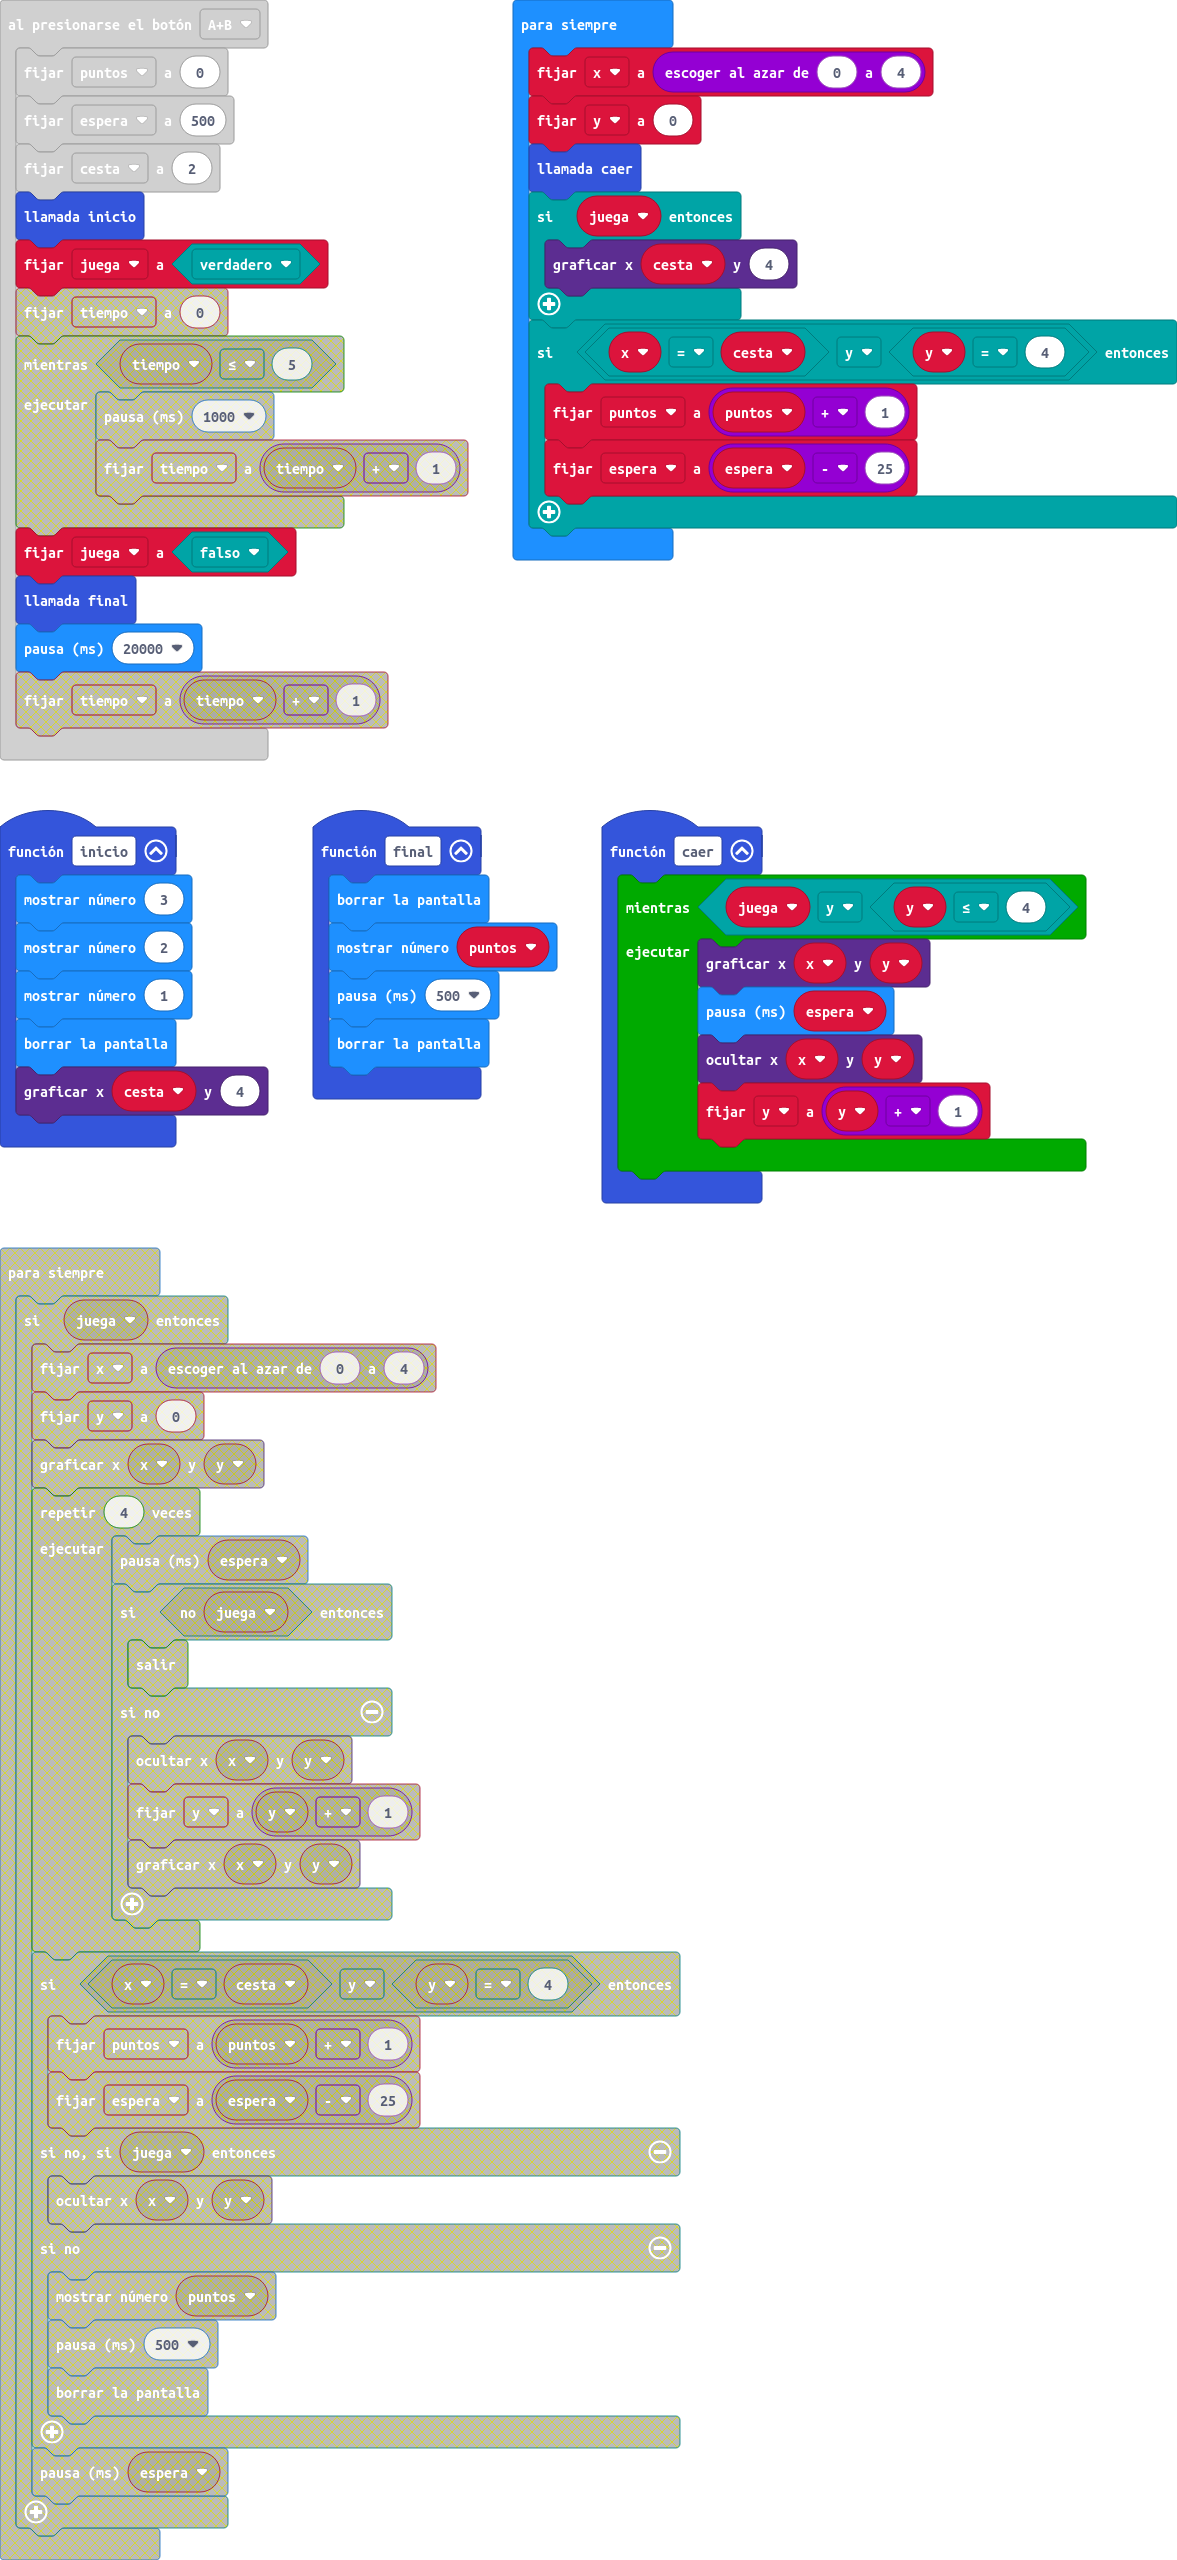 al presionarse el botón A+B
fijar puntos a 0
fijar espera a 500
fijar cesta a 2
llamada inicio
fijar juega a verdadero
fijar tiempo a 0
mientras tiempo ≤ 5
ejecutar
pausa (ms) 1000
fijar tiempo a tiempo + 1
fijar juega a falso
llamada final
pausa (ms) 20000
fijar tiempo a tiempo + 1
para siempre
fijar x a escoger al azar de 0 a 4
fijar y a 0
llamada caer
si juega entonces
graficar x cesta y 4
si x = cesta y y = 4 entonces
fijar puntos a puntos + 1
fijar espera a espera - 25
función inicio
mostrar número 3
mostrar número 2
mostrar número 1
borrar la pantalla
graficar x cesta y 4
función final
borrar la pantalla
mostrar número puntos
pausa (ms) 500
borrar la pantalla
función caer
mientras juega y y ≤ 4
ejecutar
graficar x x y y
pausa (ms) espera
ocultar x x y y
fijar y a y + 1
para siempre
si juega entonces
fijar x a escoger al azar de 0 a 4
fijar y a 0
graficar x x y y
repetir 4 veces
ejecutar
pausa (ms) espera
si no juega entonces
salir
si no
ocultar x x y y
fijar y a y + 1
graficar x x y y
si x = cesta y y = 4 entonces
fijar puntos a puntos + 1
fijar espera a espera - 25
si no, si juega entonces
ocultar x x y y
si no
mostrar número puntos
pausa (ms) 500
borrar la pantalla
pausa (ms) espera